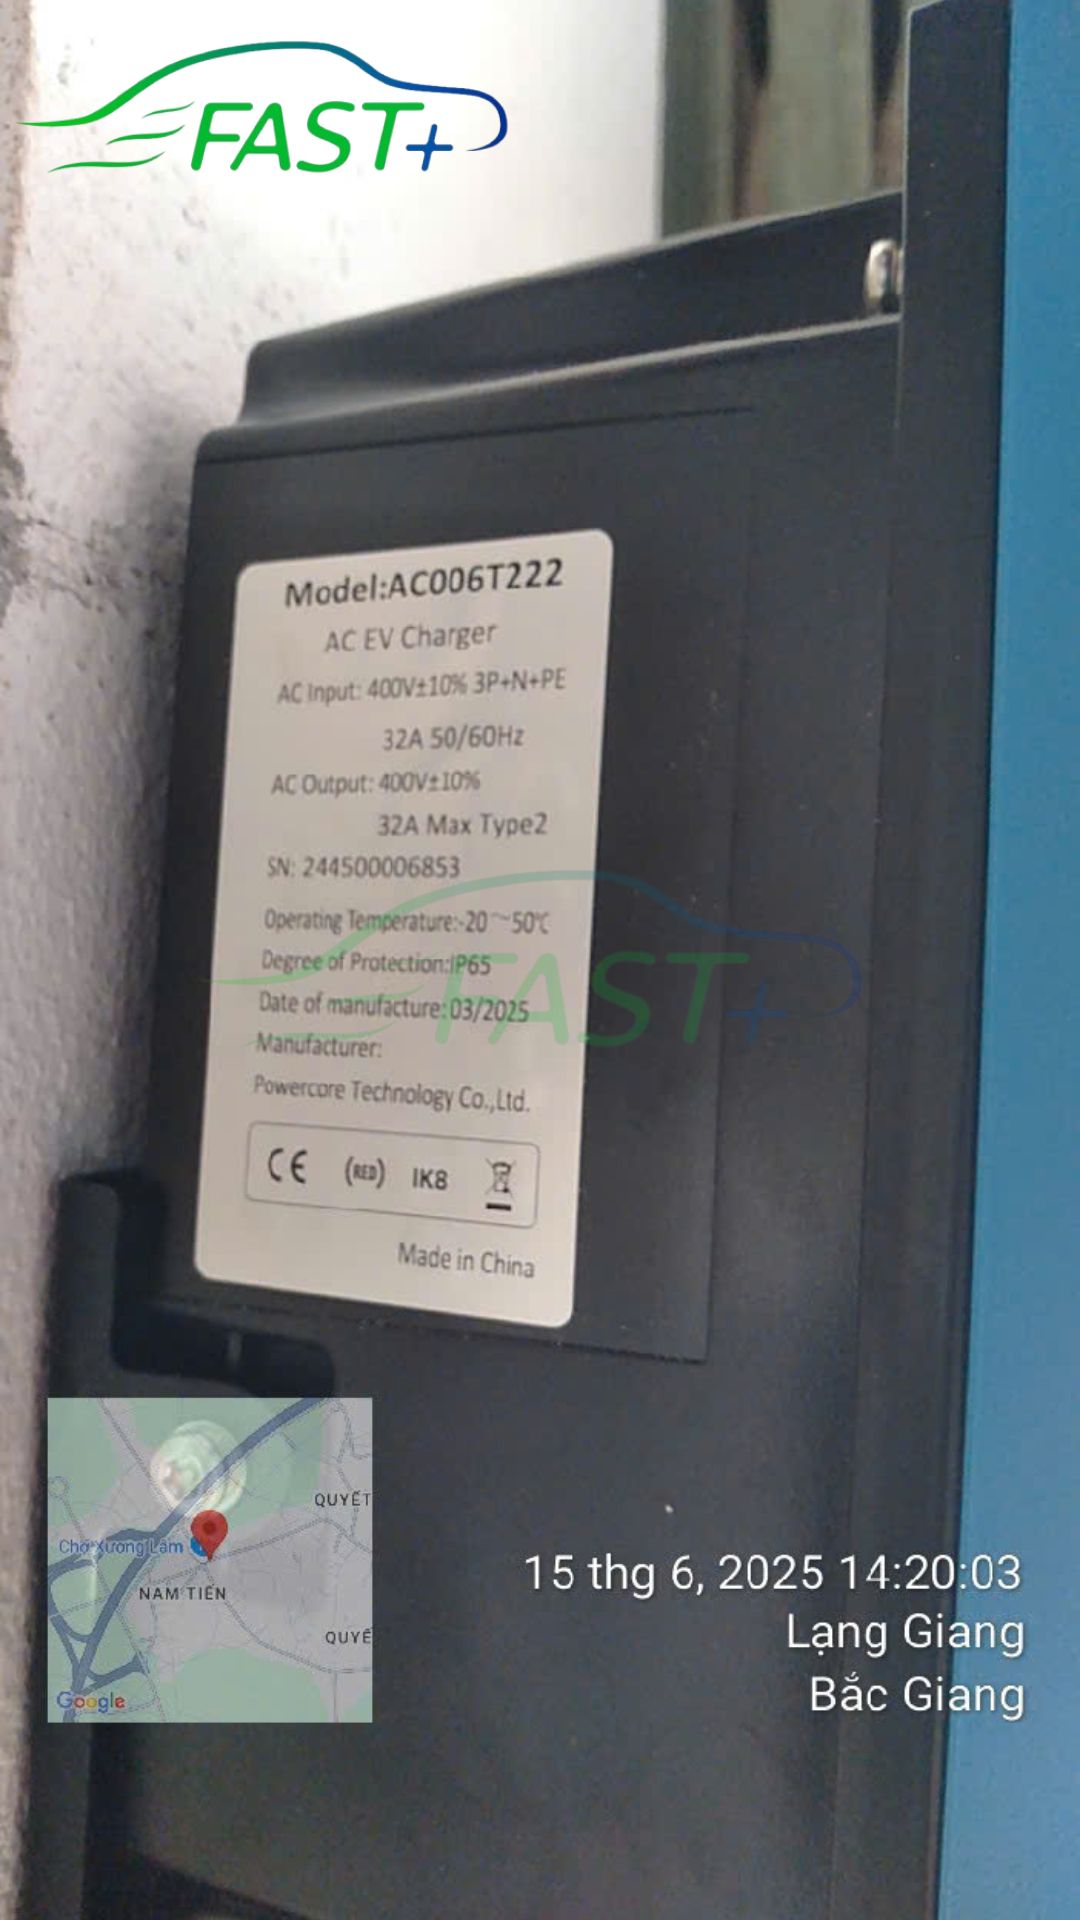 FAST+
Model:AC006T222
AC EV Charger
AC Input: 400V±10% 3P+N+PE
32A 50/60Hz
AC Output: 400V±10%
32A Max Type2
SN: 244500006853
Operating Temperature:-20~50℃
Degree of Protection:IP65
FAST+
Date of manufacture: 03/2025
Manufacturer:
Powercore Technology Co.,Ltd.
CE (RED) IK8
Made in China
QUYẾT
Chợ Xương Lâm
NAM TIẾN
QUYẾ
Google
15 thg 6, 2025 14:20:03
Lạng Giang
Bắc Giang